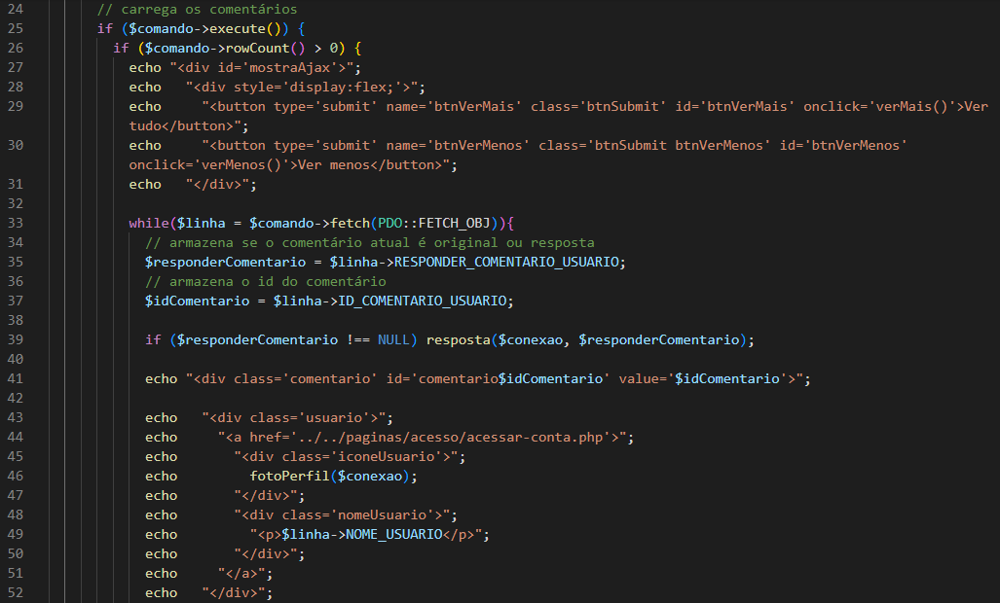 24 // carrega os comentários
25 if ($comando->execute()) {
26 if ($comando->rowCount() > 0) {
27 echo "<div id='mostraAjax'>";
28 echo "<div style='display:flex;'>";
29 echo "<button type='submit' name='btnVerMais' class='btnSubmit' id='btnVerMais' onclick='verMais()'>Ver
tudo</button>";
30 echo "<button type='submit' name='btnVerMenos' class='btnSubmit btnVerMenos' id='btnVerMenos'
onclick='verMenos()'>Ver menos</button>";
31 echo "</div>";
32
33 while($linha = $comando->fetch(PDO::FETCH_OBJ)){
34 // armazena se o comentário atual é original ou resposta
35 $responderComentario = $linha->RESPONDER_COMENTARIO_USUARIO;
36 // armazena o id do comentário
37 $idComentario = $linha->ID_COMENTARIO_USUARIO;
38
39 if ($responderComentario !== NULL) resposta($conexao, $responderComentario);
40
41 echo "<div class='comentario' id='comentario$idComentario' value='$idComentario'>";
42
43 echo "<div class='usuario'>";
44 echo "<a href='../../paginas/acesso/acessar-conta.php'>";
45 echo "<div class='iconeUsuario'>";
46 echo fotoPerfil($conexao);
47 echo "</div>";
48 echo "<div class='nomeUsuario'>";
49 echo "<p>$linha->NOME_USUARIO</p>";
50 echo "</div>";
51 echo "</a>";
52 echo "</div>";